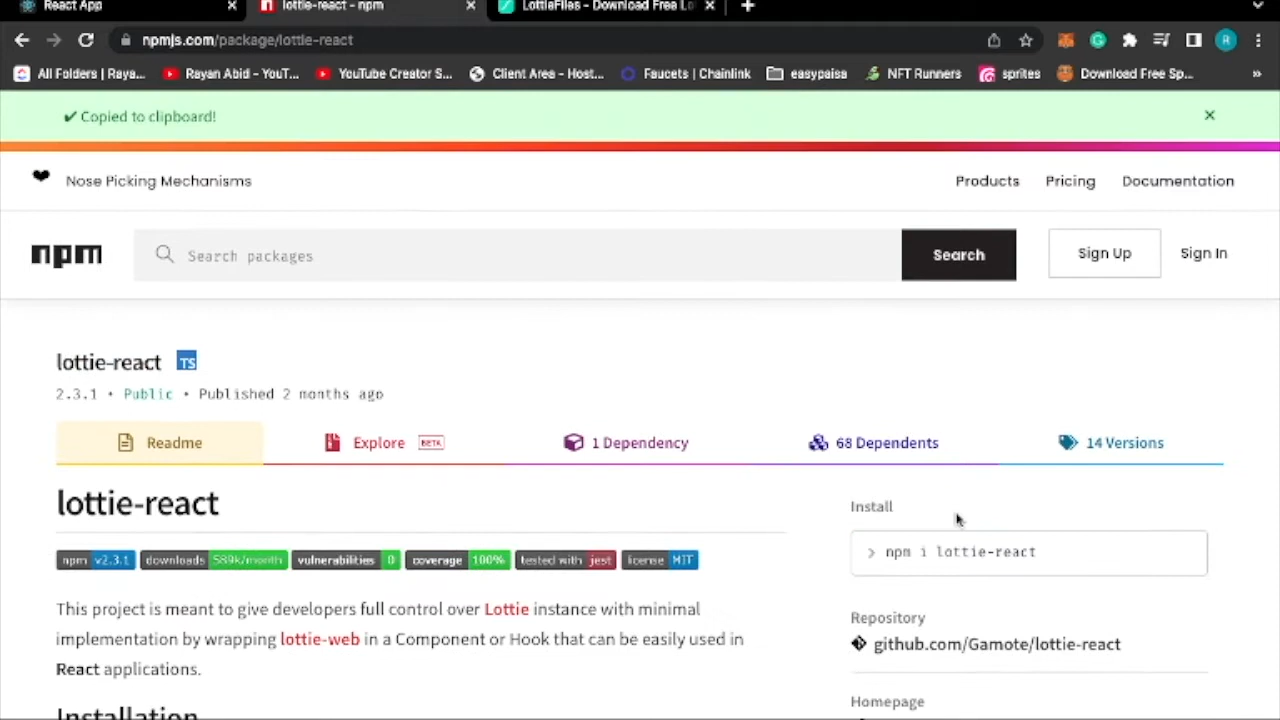 React App
lottie-react - npm
LottieFiles - Download Free Lo
npmjs.com/package/lottie-react
R
All Folders | Raya...
Rayan Abid - YouT...
YouTube Creator S...
Client Area - Host...
Faucets | Chainlink
easypaisa
NFT Runners
sprites
Download Free Sp...
»
✔ Copied to clipboard!
❤ Nose Picking Mechanisms
Products
Pricing
Documentation
npm
Search packages
Search
Sign Up
Sign In
lottie-react TS
2.3.1 • Public • Published 2 months ago
Readme
Explore BETA
1 Dependency
68 Dependents
14 Versions
lottie-react
npm v2.3.1 downloads 589k/month vulnerabilities 0 coverage 100% tested with jest license MIT
This project is meant to give developers full control over Lottie instance with minimal
implementation by wrapping lottie-web in a Component or Hook that can be easily used in
React applications.
Installation
Install
npm i lottie-react
Repository
github.com/Gamote/lottie-react
Homepage